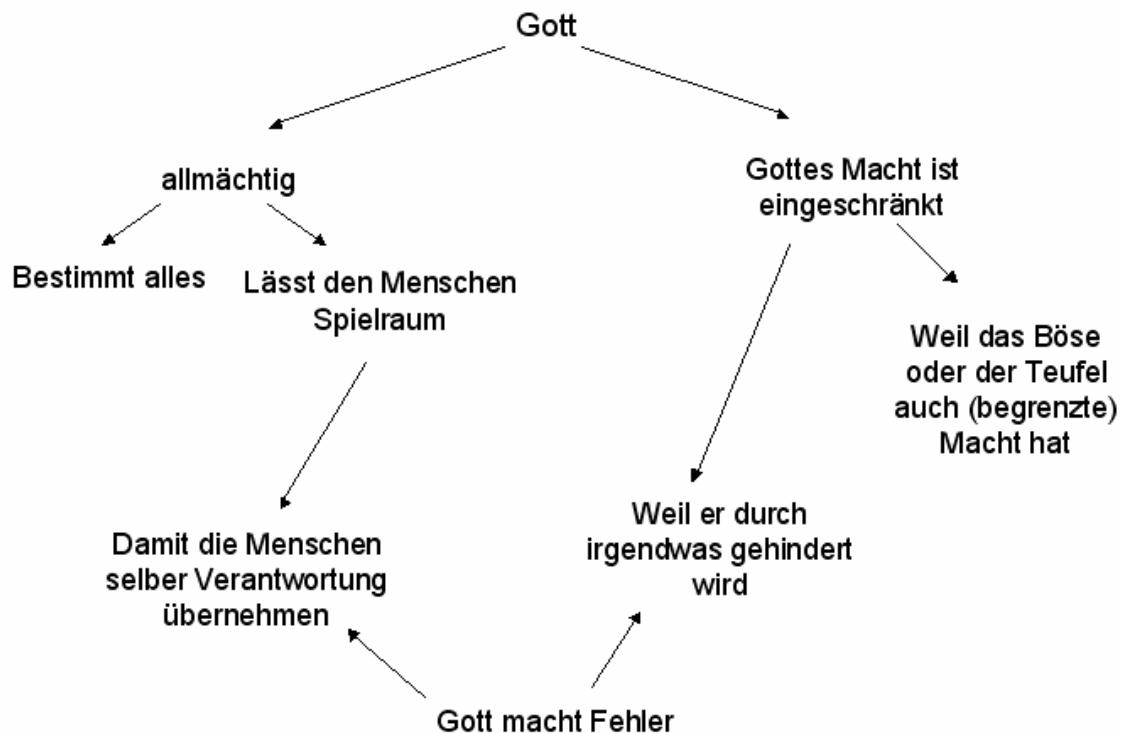 Gott
allmächtig
Gottes Macht ist
eingeschränkt
Bestimmt alles
Lässt den Menschen
Spielraum
Weil das Böse
oder der Teufel
auch (begrenzte)
Macht hat
Damit die Menschen
selber Verantwortung
übernehmen
Weil er durch
irgendwas gehindert
wird
Gott macht Fehler